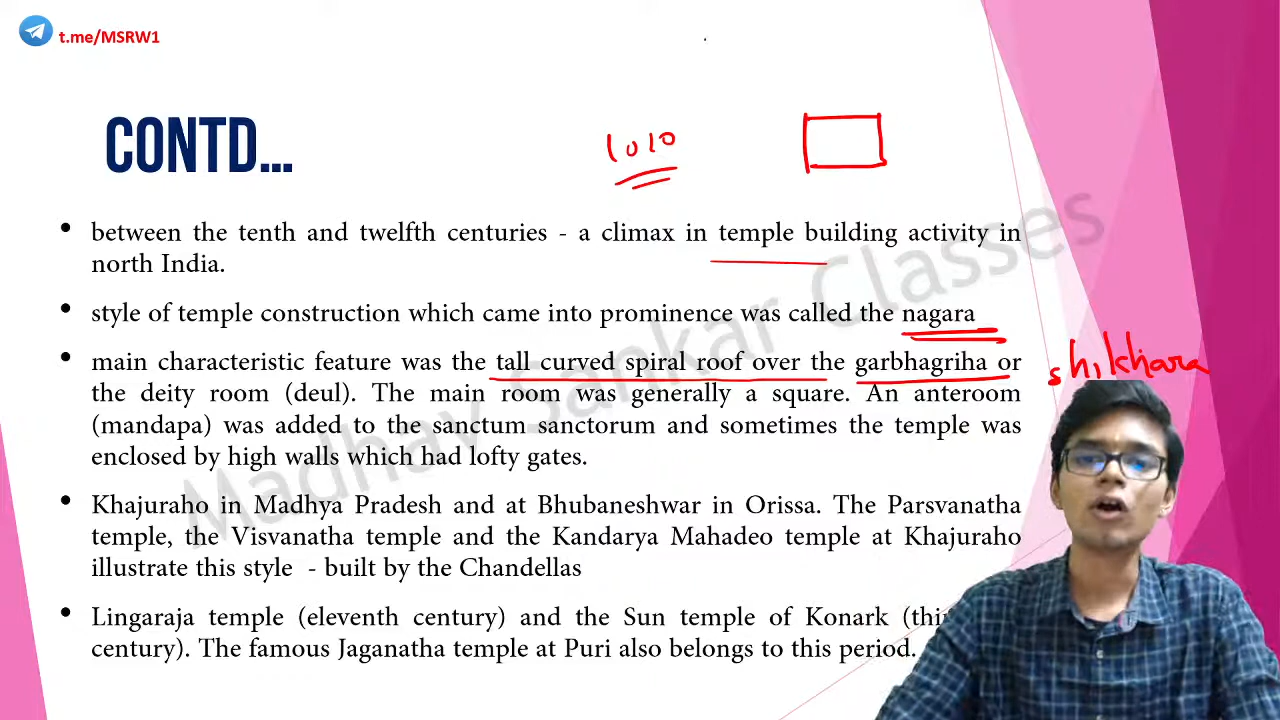 t.me/MSRW1
CONTD...
1010
• between the tenth and twelfth centuries - a climax in temple building activity in
north India.
• style of temple construction which came into prominence was called the nagara
• main characteristic feature was the tall curved spiral roof over the garbhagriha or
shikhara
the deity room (deul). The main room was generally a square. An anteroom
(mandapa) was added to the sanctum sanctorum and sometimes the temple was
enclosed by high walls which had lofty gates.
• Khajuraho in Madhya Pradesh and at Bhubaneshwar in Orissa. The Parsvanatha
temple, the Visvanatha temple and the Kandarya Mahadeo temple at Khajuraho
illustrate this style - built by the Chandellas
• Lingaraja temple (eleventh century) and the Sun temple of Konark
century). The famous Jaganatha temple at Puri also belongs to this period.
Madhav Sankar Classes